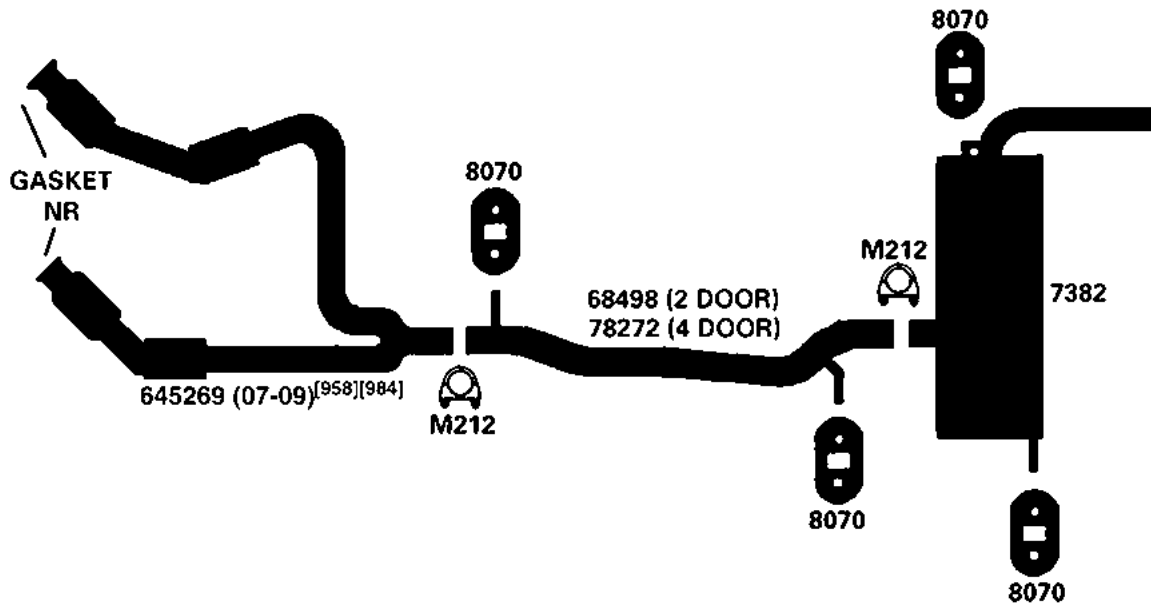 8070
GASKET
NR
8070
M212
68498 (2 DOOR)
78272 (4 DOOR)
7382
645269 (07-09)[958][984]
M212
8070
8070